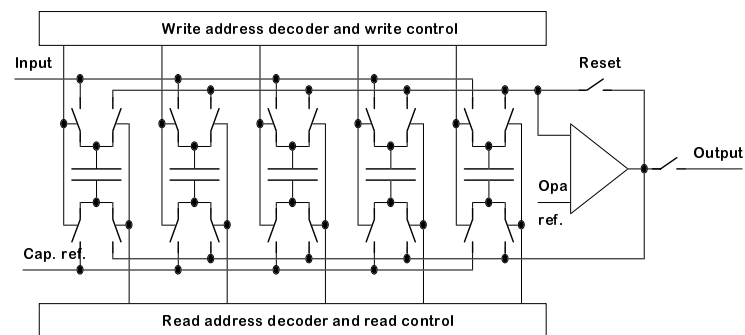 Write address decoder and write control
Input
Reset
Output
Opa
ref.
Cap. ref.
Read address decoder and read control